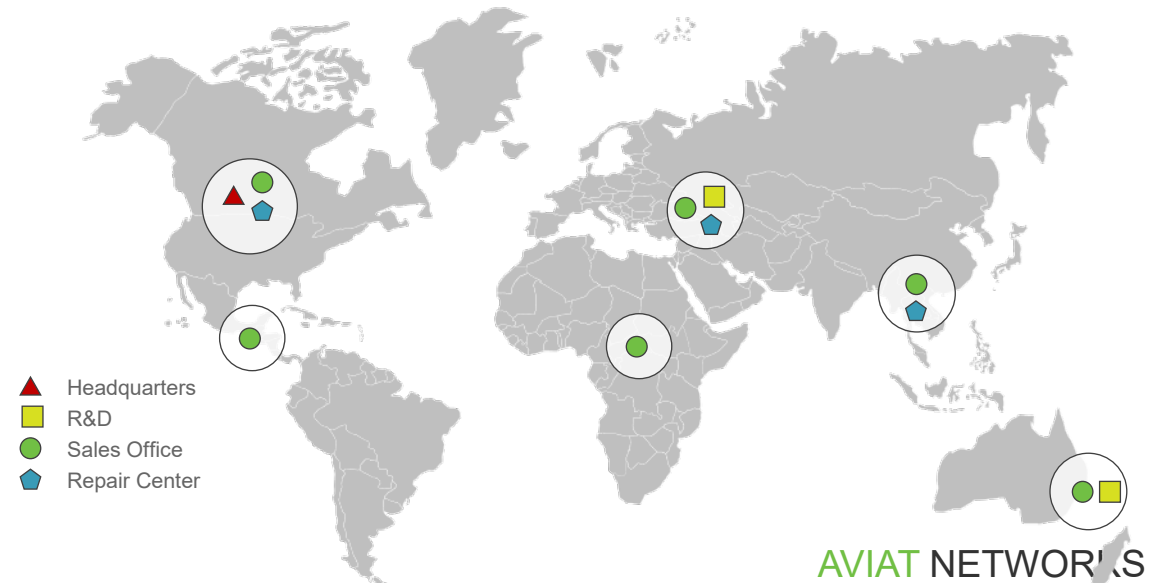 Headquarters
R&D
Sales Office
Repair Center
AVIAT NETWORKS